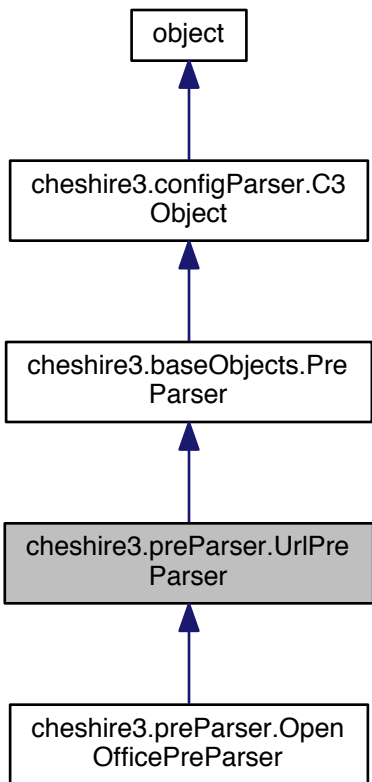 object
cheshire3.configParser.C3
Object
cheshire3.baseObjects.Pre
Parser
cheshire3.preParser.UrlPre
Parser
cheshire3.preParser.Open
OfficePreParser